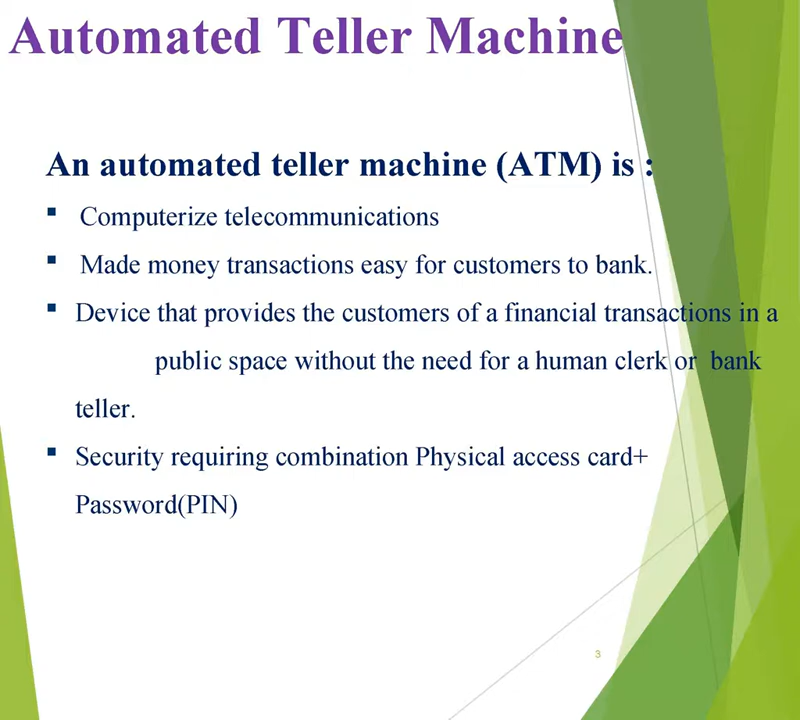 Automated Teller Machine
An automated teller machine (ATM) is :
▪ Computerize telecommunications
▪ Made money transactions easy for customers to bank.
▪ Device that provides the customers of a financial transactions in a
public space without the need for a human clerk or bank
teller.
▪ Security requiring combination Physical access card+
Password(PIN)
3